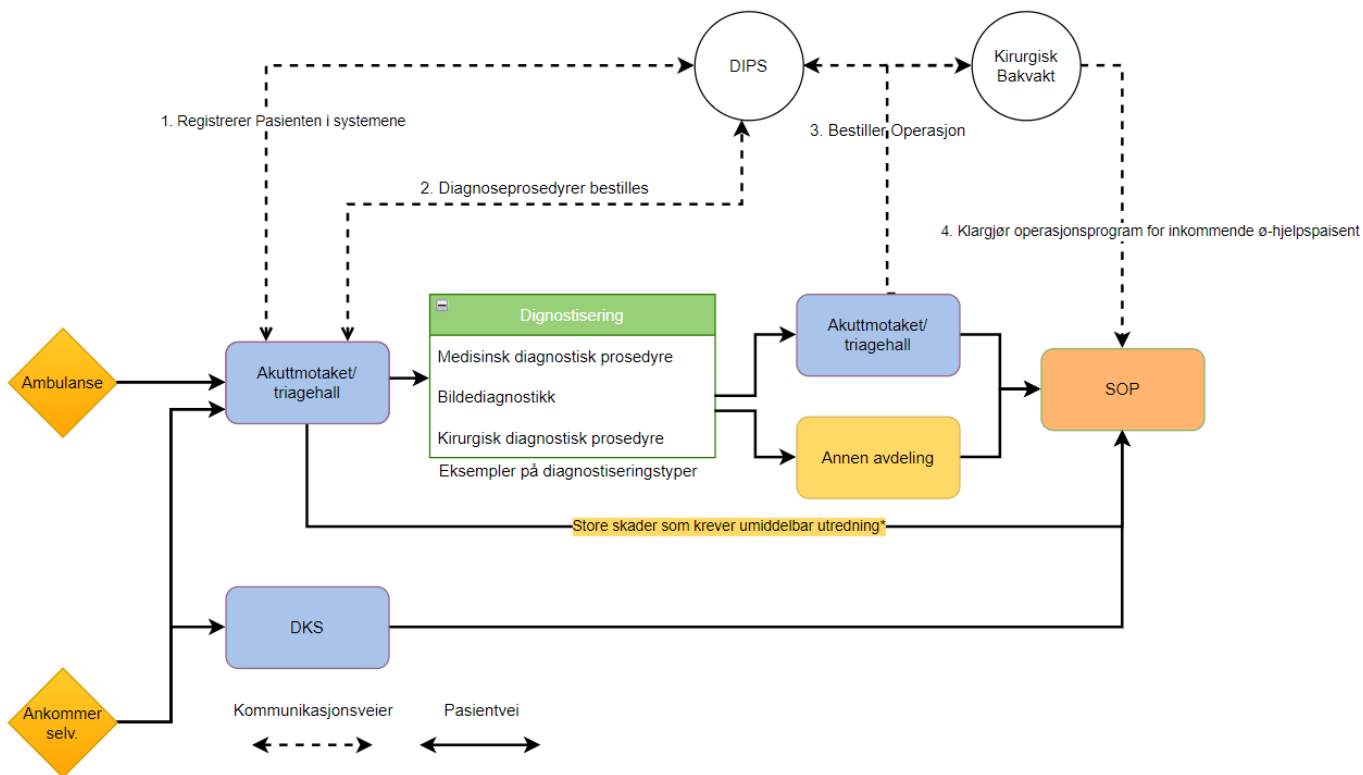 DIPS
Kirurgisk
Bakvakt
1. Registrerer Pasienten i systemene
3. Bestiller Operasjon
2. Diagnoseprosedyrer bestilles
4. Klargjør operasjonsprogram for inkommende ø-hjelpspaisent
Dignostisering
Medisinsk diagnostisk prosedyre
Bildediagnostikk
Kirurgisk diagnostisk prosedyre
Eksempler på diagnostiseringstyper
Ambulanse
Akuttmotaket/
triagehall
Akuttmotaket/
triagehall
SOP
Annen avdeling
Store skader som krever umiddelbar utredning*
DKS
Ankommer
selv.
Kommunikasjonsveier
Pasientvei